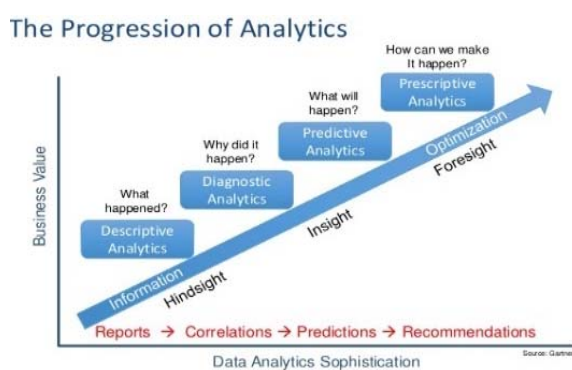 The Progression of Analytics
How can we make
It happen?
Prescriptive
Analytics
What will
happen?
Predictive
Analytics
Why did it
happen?
Diagnostic
Analytics
What
happened?
Descriptive
Analytics
Business Value
Information
Optimization
Hindsight
Insight
Foresight
Reports → Correlations → Predictions → Recommendations
Source: Gartner
Data Analytics Sophistication